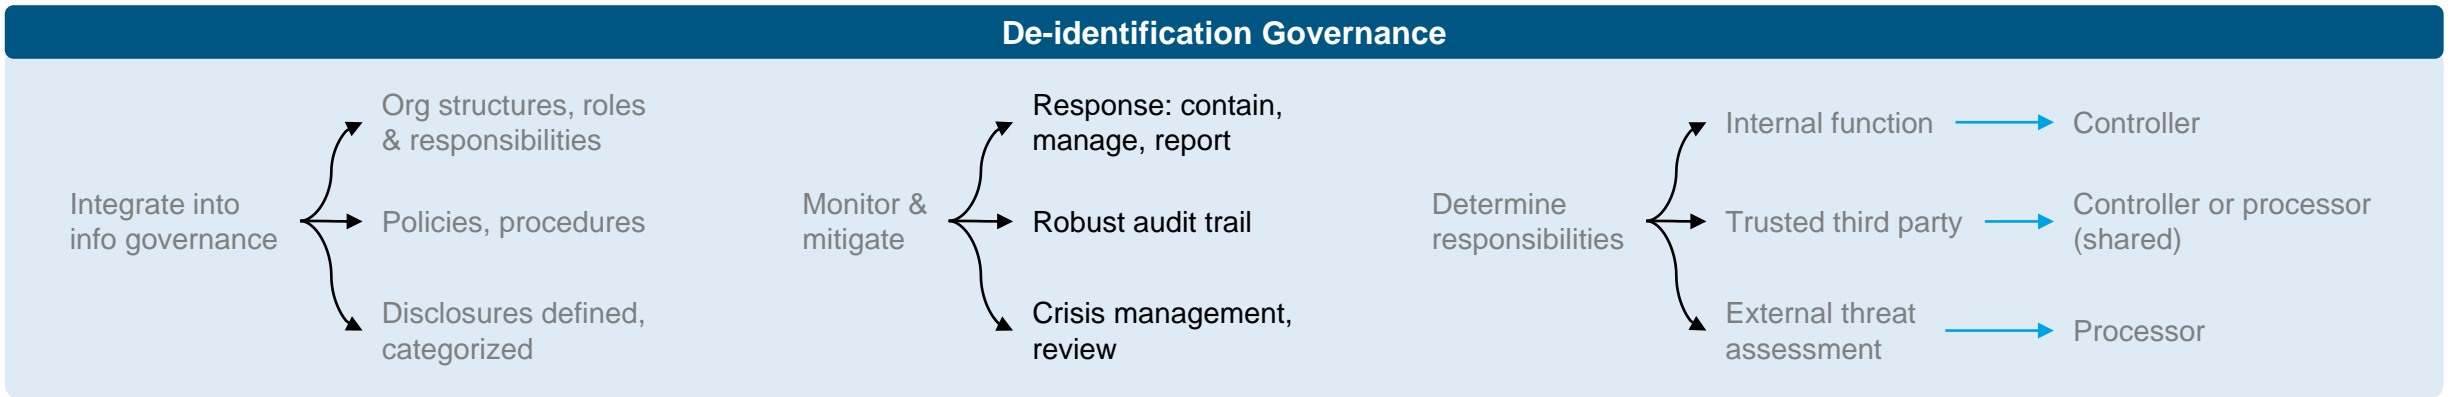 De-identification Governance
Integrate into
info governance
Org structures, roles
& responsibilities
Policies, procedures
Disclosures defined,
categorized
Monitor &
mitigate
Response: contain,
manage, report
Robust audit trail
Crisis management,
review
Determine
responsibilities
Internal function
Controller
Trusted third party
Controller or processor
(shared)
External threat
assessment
Processor